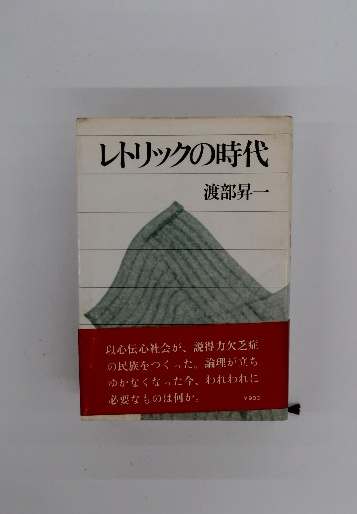 レトリックの時代
渡部昇一
以心伝心社会が、説得力欠乏症
の民族をつくった。論理が立ち
ゆかなくなった今、われわれに
必要なものは何か。
¥980